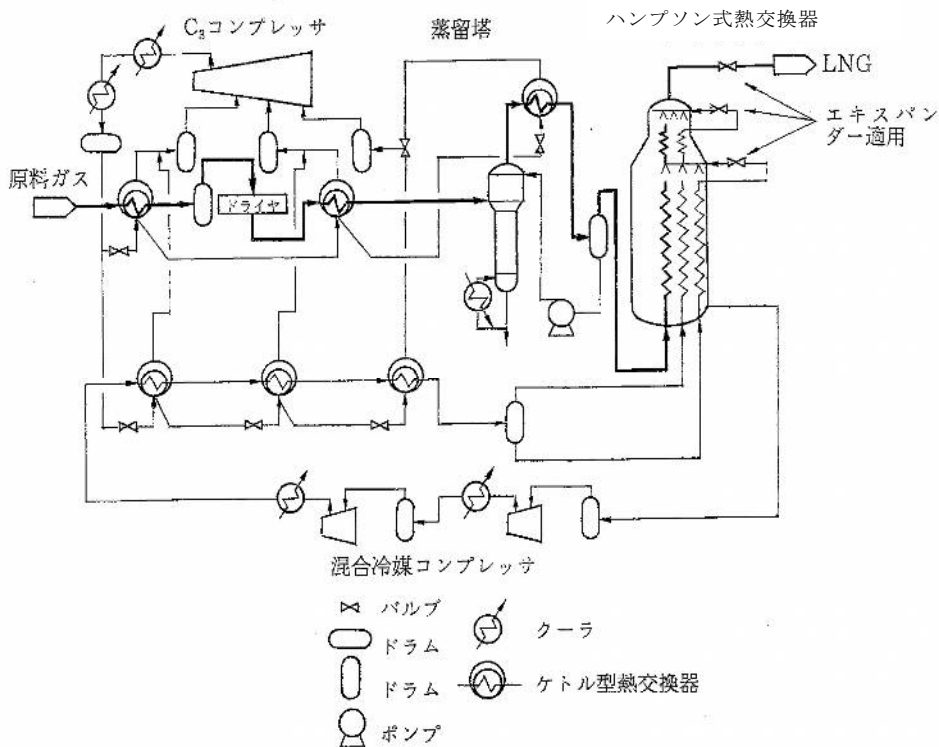 C₃コンプレッサ
蒸留塔
ハンプソン式熱交換器
LNG
エキスパン
ダー適用
原料ガス
ドライヤ
混合冷媒コンプレッサ
バルブ
クーラ
ドラム
ドラム
ケトル型熱交換器
ポンプ